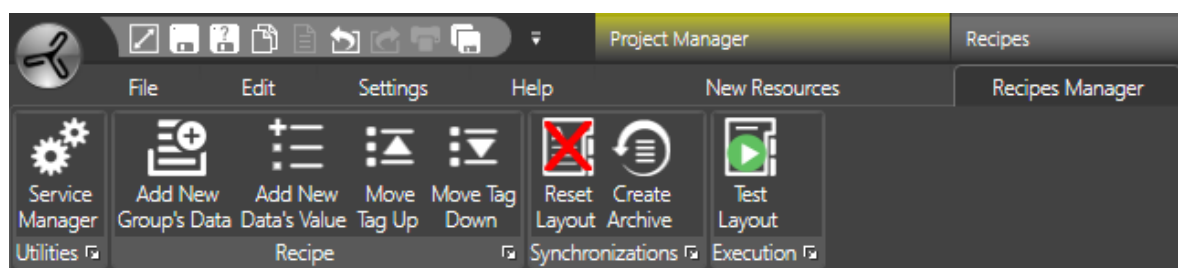 Project Manager Recipes
File Edit Settings Help New Resources Recipes Manager
Service Add New Add New Move Move Tag Reset Create Test
Manager Group's Data Data's Value Tag Up Down Layout Archive Layout
Utilities Recipe Synchronizations Execution